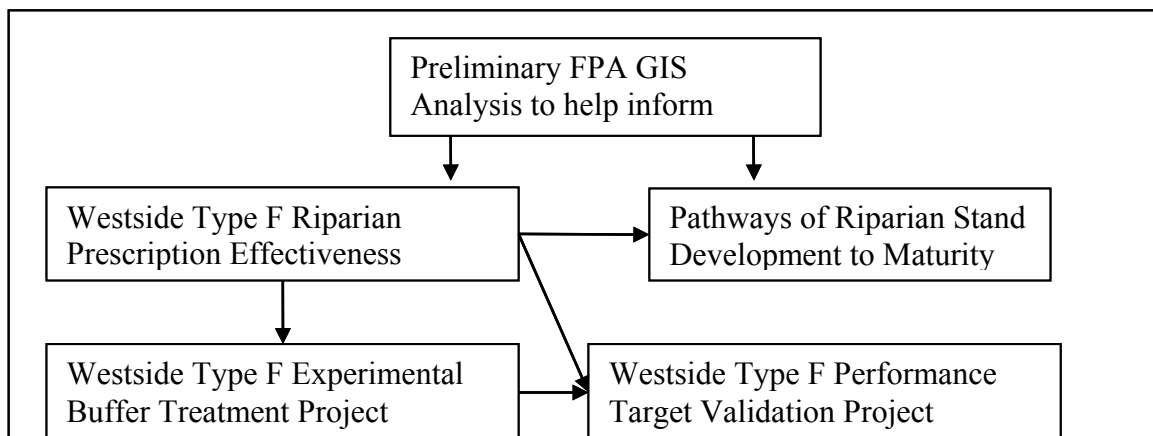 Preliminary FPA GIS
Analysis to help inform
Westside Type F Riparian
Prescription Effectiveness
Pathways of Riparian Stand
Development to Maturity
Westside Type F Experimental
Buffer Treatment Project
Westside Type F Performance
Target Validation Project